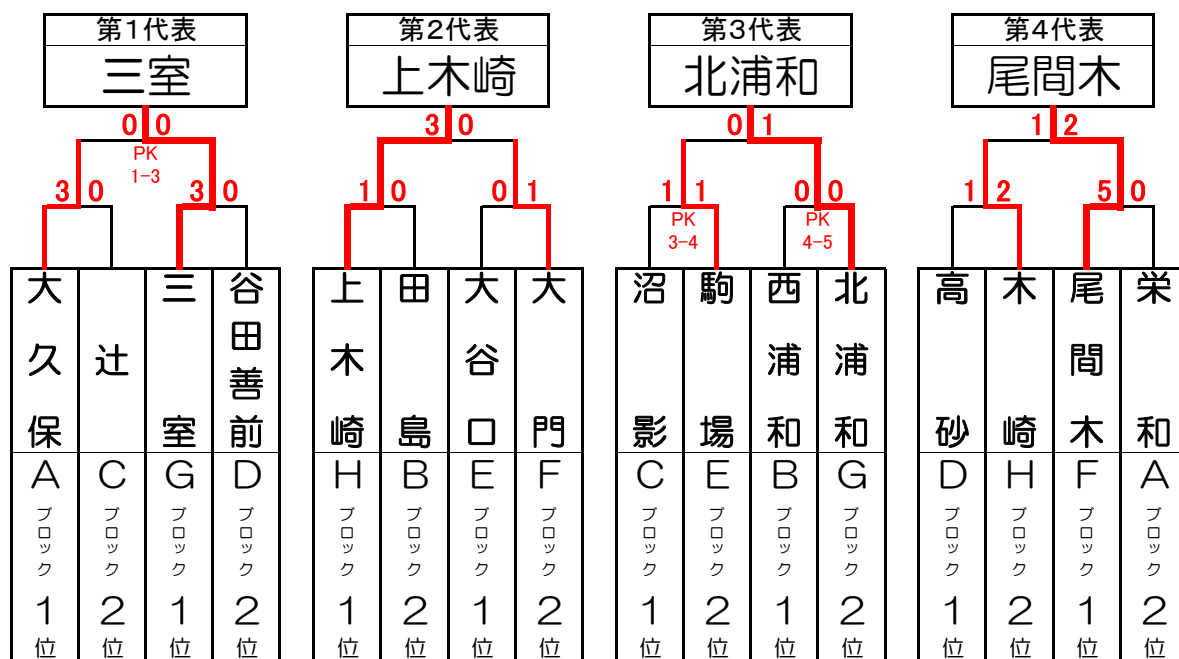 第1代表 第2代表 第3代表 第4代表
三室 上木崎 北浦和 尾間木
0 0 3 0 0 1 1 2
PK
1-3
3 0 3 0 1 0 0 1 1 1 0 0 1 2 5 0
PK PK
3-4 4-5
大久保 辻 三室 谷田善前 上木崎 田島 大谷口 大門 沼影 駒場 西浦和 北浦和 高砂 木崎 尾間木 栄和
A C G D H B E F C E B G D H F A
ブロック ブロック ブロック ブロック ブロック ブロック ブロック ブロック ブロック ブロック ブロック ブロック ブロック ブロック ブロック ブロック
1 2 1 2 1 2 1 2 1 2 1 2 1 2 1 2
位 位 位 位 位 位 位 位 位 位 位 位 位 位 位 位